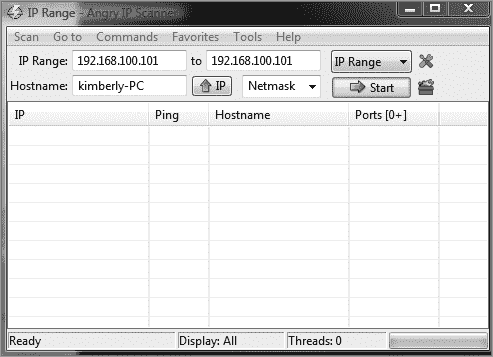 IP Range - Angry IP Scanner
Scan Go to Commands Favorites Tools Help
IP Range: 192.168.100.101 to 192.168.100.101 IP Range
Hostname: kimberly-PC IP Netmask Start
IP Ping Hostname Ports [0+]
Ready Display: All Threads: 0